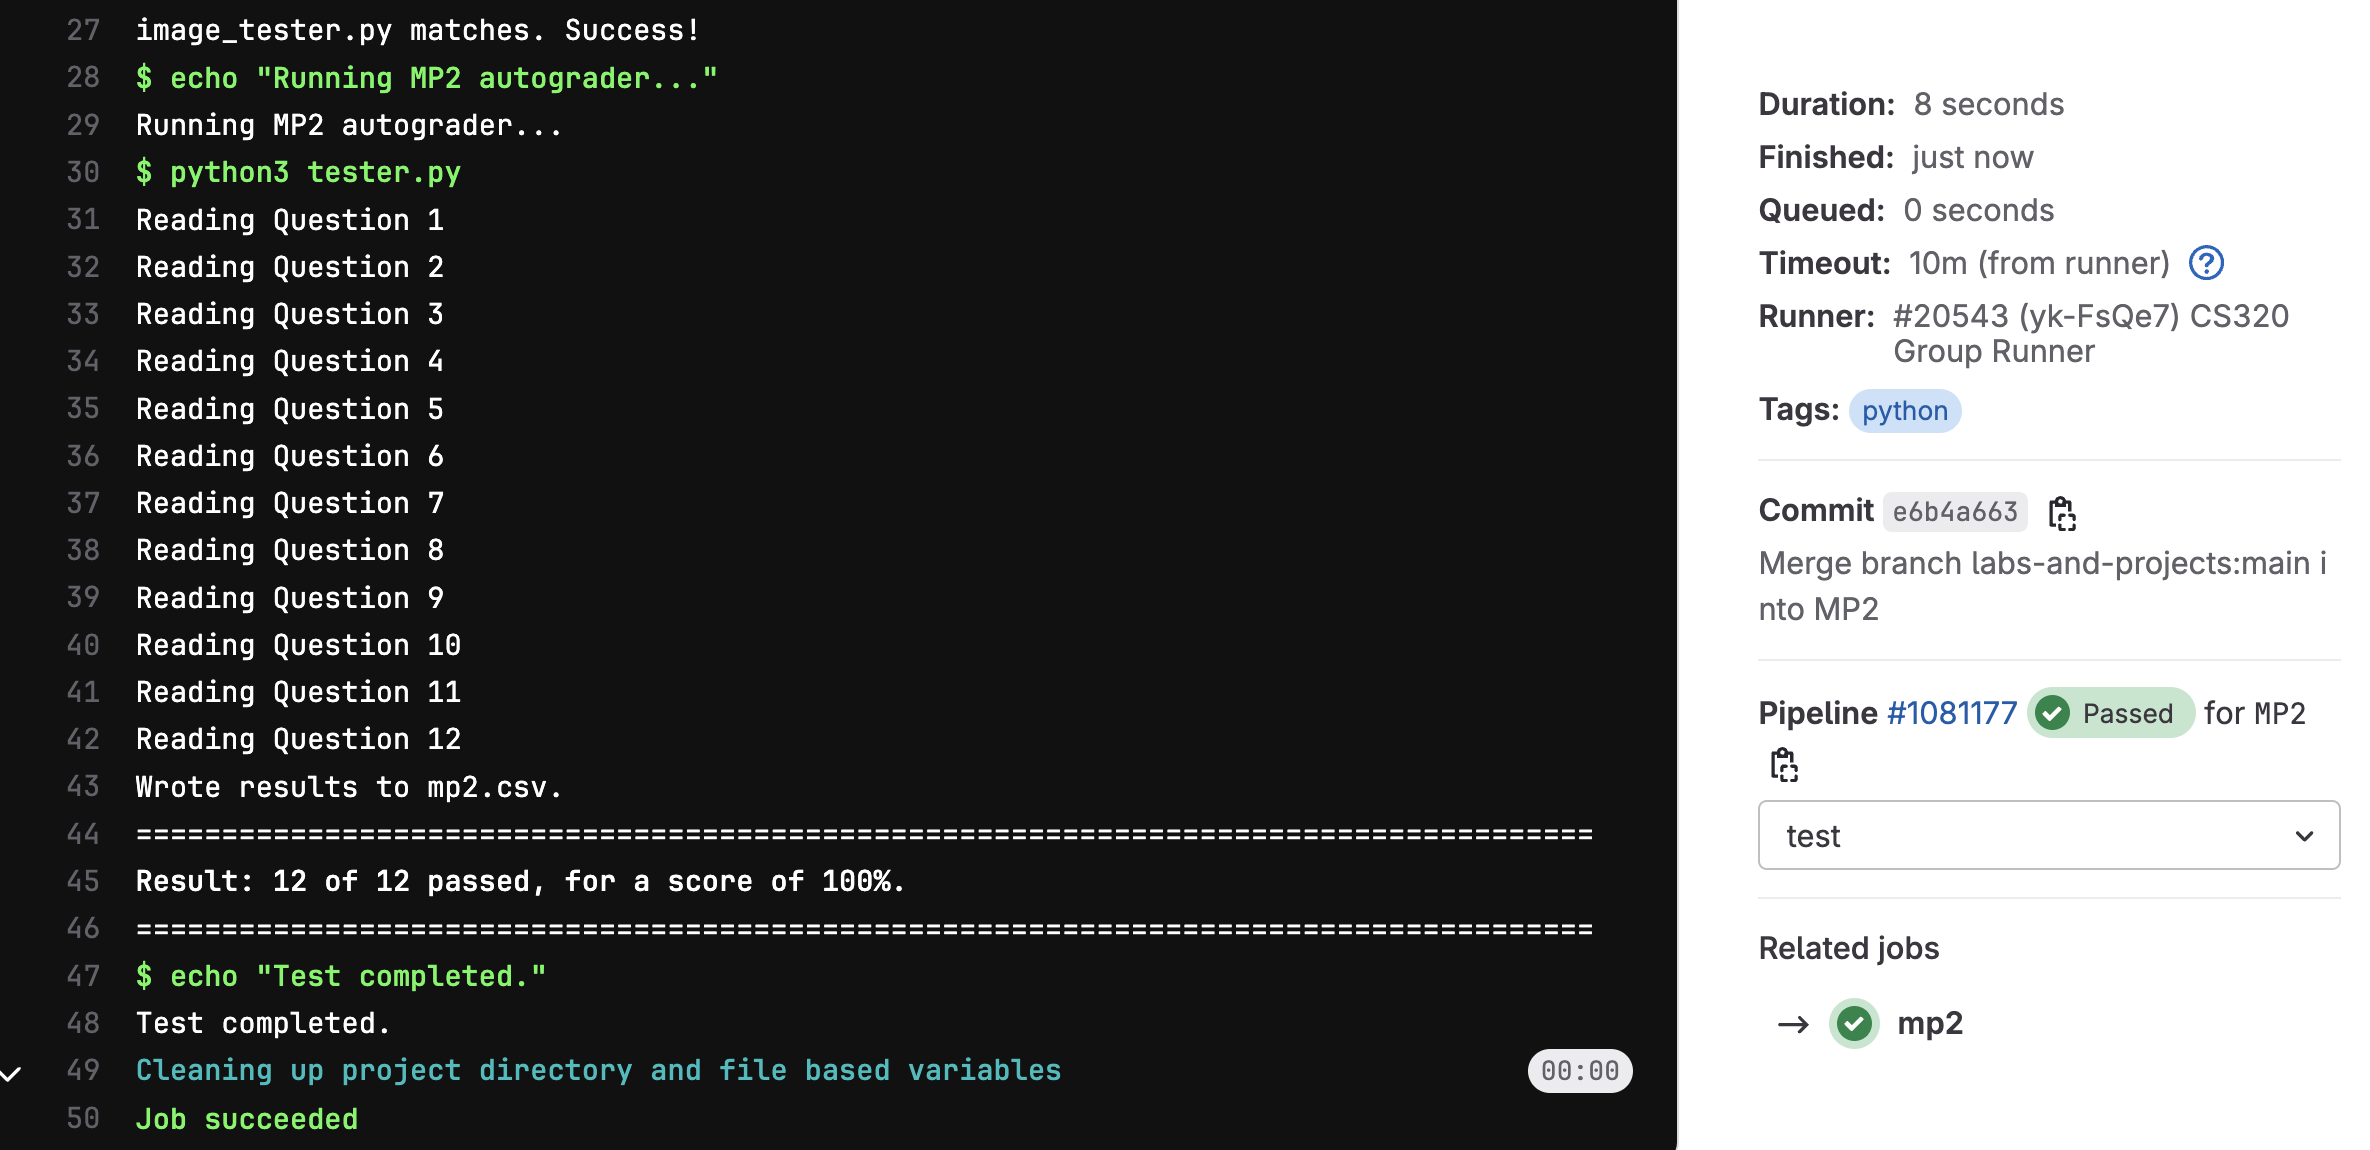 27 image_tester.py matches. Success!
28 $ echo "Running MP2 autograder..."
29 Running MP2 autograder...
30 $ python3 tester.py
31 Reading Question 1
32 Reading Question 2
33 Reading Question 3
34 Reading Question 4
35 Reading Question 5
36 Reading Question 6
37 Reading Question 7
38 Reading Question 8
39 Reading Question 9
40 Reading Question 10
41 Reading Question 11
42 Reading Question 12
43 Wrote results to mp2.csv.
44 =====================================================================================
45 Result: 12 of 12 passed, for a score of 100%.
46 =====================================================================================
47 $ echo "Test completed."
48 Test completed.
49 Cleaning up project directory and file based variables 00:00
50 Job succeeded
Duration: 8 seconds
Finished: just now
Queued: 0 seconds
Timeout: 10m (from runner) ?
Runner: #20543 (yk-FsQe7) CS320
Group Runner
Tags: python
Commit e6b4a663
Merge branch labs-and-projects:main i
nto MP2
Pipeline #1081177 Passed for MP2
test
Related jobs
→ mp2